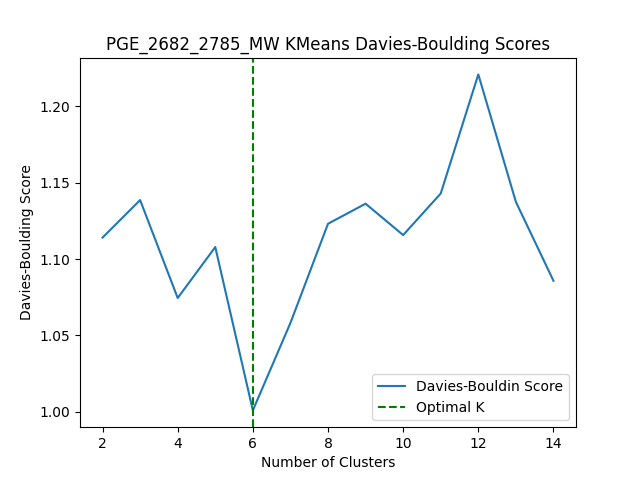 PGE_2682_2785_MW KMeans Davies-Boulding Scores
Davies-Boulding Score
1.20
1.15
1.10
1.05
1.00
Davies-Bouldin Score
Optimal K
2 4 6 8 10 12 14
Number of Clusters